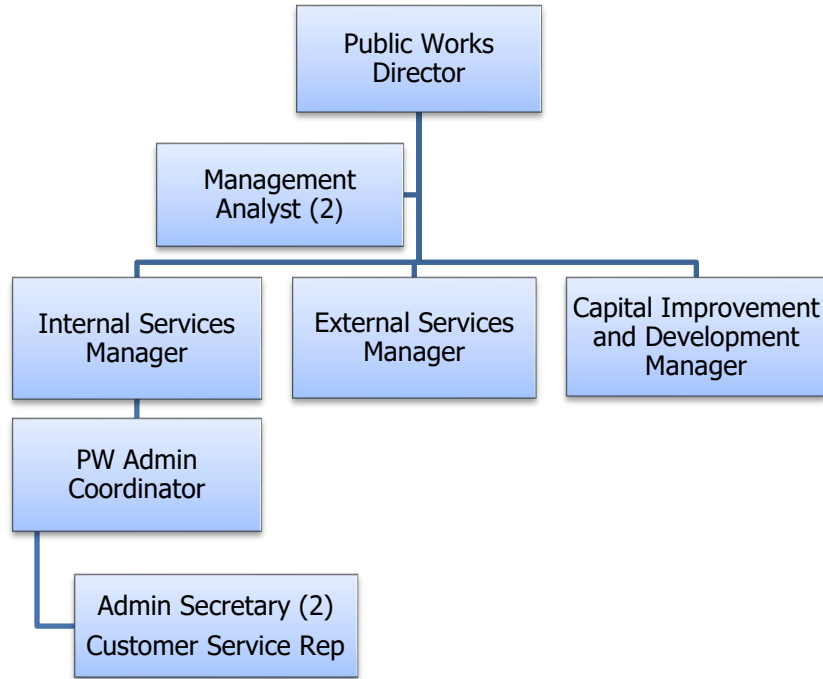 Public Works
Director
Management
Analyst (2)
Internal Services
Manager
External Services
Manager
Capital Improvement
and Development
Manager
PW Admin
Coordinator
Admin Secretary (2)
Customer Service Rep